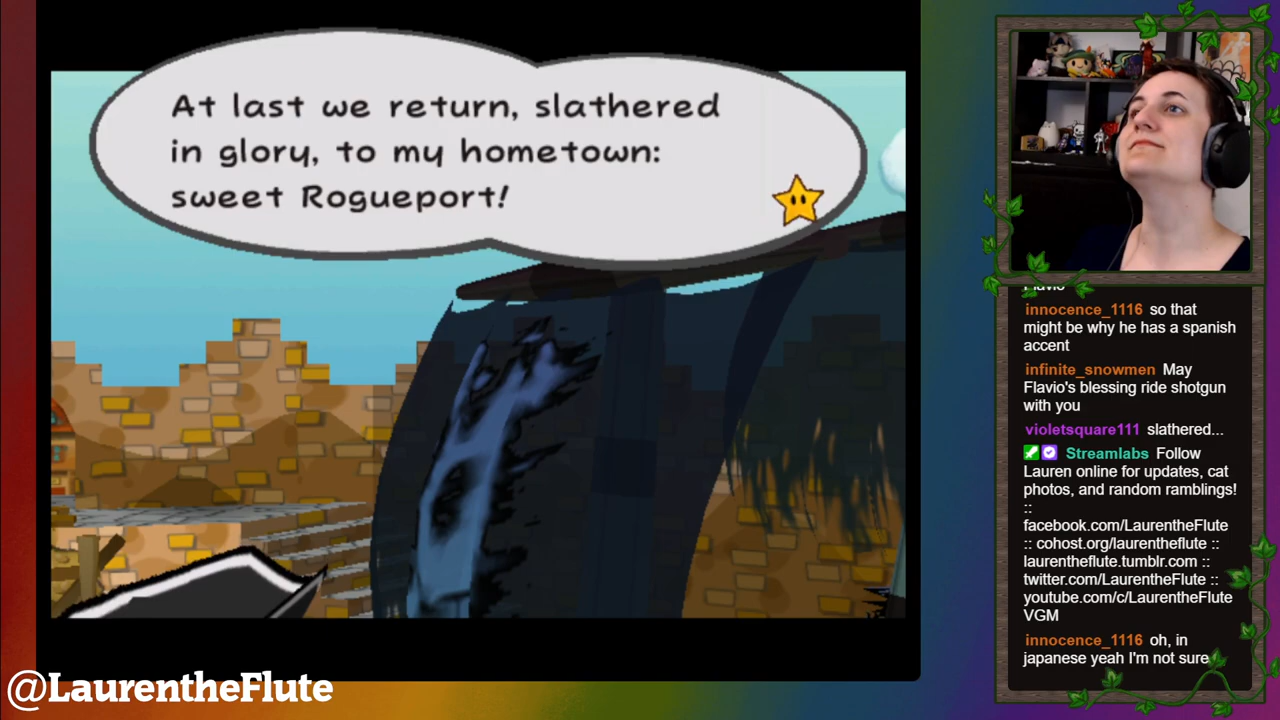 At last we return, slathered
in glory, to my hometown:
sweet Rogueport!
Flavio
innocence_1116 so that
might be why he has a spanish
accent
infinite_snowmen May
Flavio's blessing ride shotgun
with you
violetsquare111 slathered...
Streamlabs Follow
Lauren online for updates, cat
photos, and random ramblings!
::
facebook.com/LaurentheFlute
:: cohost.org/lauretheflute ::
laurentheflute.tumblr.com ::
twitter.com/LaurentheFlute ::
youtube.com/c/LaurentheFlute
VGM
innocence_1116 oh, in
japanese yeah I'm not sure
@LaurentheFlute